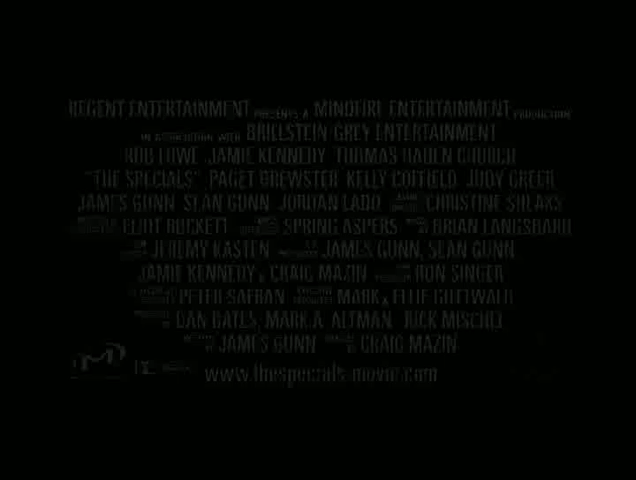 REGENT ENTERTAINMENT PRESENTS A MINDFIRE ENTERTAINMENT PRODUCTION
IN ASSOCIATION WITH BRILLSTEIN GREY ENTERTAINMENT
ROB LOWE JAMIE KENNEDY THOMAS HADEN CHURCH
"THE SPECIALS" PAGET BREWSTER KELLY COFFIELD JUDY GREER
JAMES GUNN SEAN GUNN JORDAN LADD CHRISTINE
ELIOT ROCKETT SPRING ASPERS BRIAN LANGSBARD
JEREMY KASTEN JAMES GUNN, SEAN GUNN
JAMIE KENNEDY & CRAIG MAZIN RON SINGER
PETER SAFRAN MARK & ELLIE GOTTWALD
DAN BATES, MARK A. ALTMAN RICK MISCHEL
JAMES GUNN CRAIG MAZIN
www.thespecials-movie.com